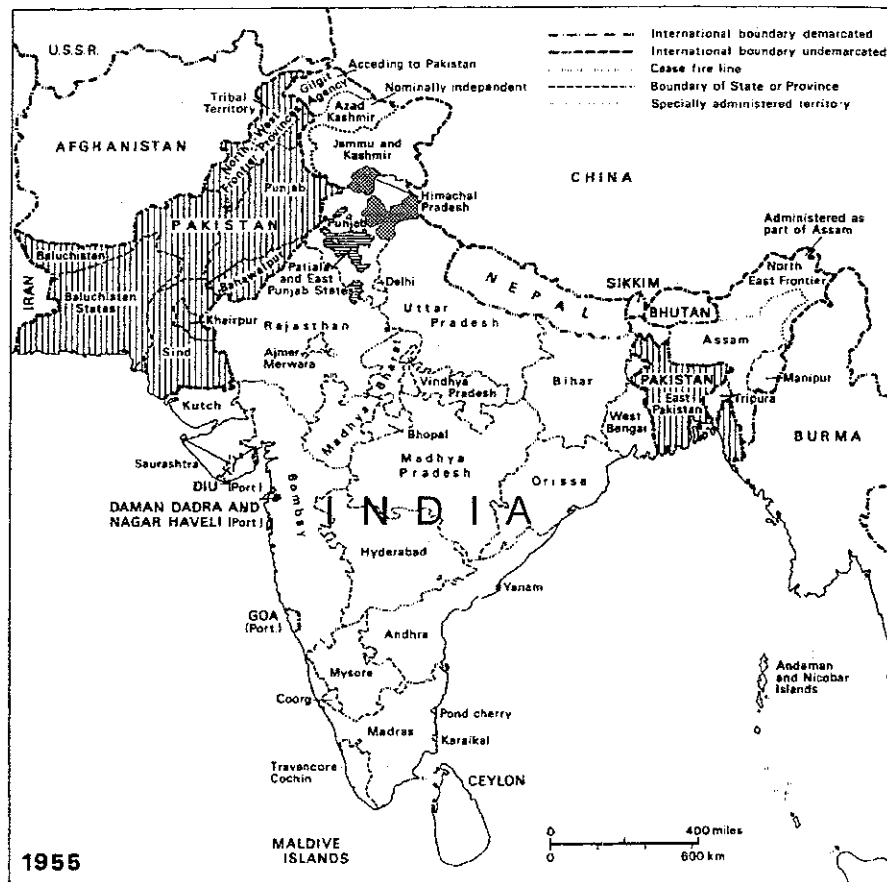 U.S.S.R.
International boundary demarcated
International boundary undemarcated
Cease fire line
Boundary of State or Province
Specially administered territory
Acceding to Pakistan
Nominally independent
Gilgit
Agency
Tribal
Territory
Azad
Kashmir
AFGHANISTAN
North-West
Frontier Province
Jammu and
Kashmir
CHINA
Punjab
Himachal
Pradesh
PAKISTAN
Punjab
Administered as
part of Assam
Baluchistan
Bahawalpur
Patiala
and East
Punjab States
Delhi
NEPAL
SIKKIM
North
East Frontier
IRAN
Baluchistan
States
Khairpur
BHUTAN
Rajasthan
Uttar
Pradesh
Assam
Sind
Ajmer
Merwara
Madhya Bharat
Vindhya
Pradesh
Bihar
PAKISTAN
East
Pakistan
Manipur
Tripura
Kutch
Bhopal
West
Bengal
BURMA
Saurashtra
Madhya
Pradesh
DIU (Port.)
Orissa
DAMAN DADRA AND
NAGAR HAVELI (Port.)
Bombay
INDIA
Hyderabad
Yanam
GOA
(Port.)
Andhra
Mysore
Andaman
and Nicobar
Islands
Coorg
Pond cherry
Madras
Karaikal
Travancore
Cochin
CEYLON
MALDIVE
ISLANDS
0 400 miles
0 600 km
1955